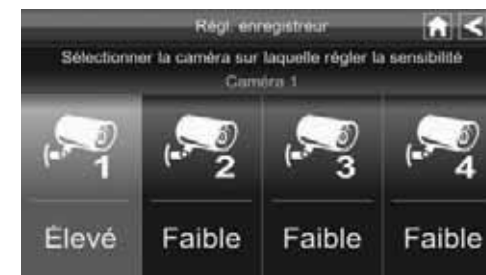 Régl. enregistreur
Sélectionner la caméra sur laquelle régler la sensibilité
Caméra 1
1 2 3 4
Élevé Faible Faible Faible